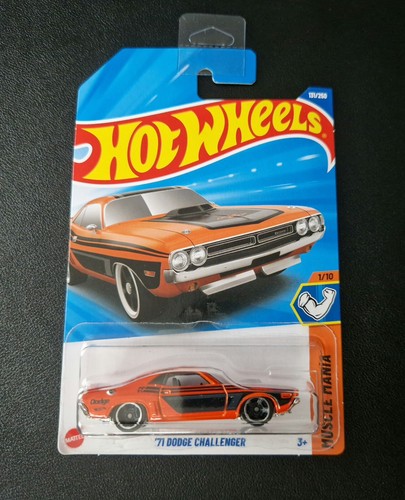 131/250
HOT WHEELS
1/10
MUSCLE MANIA
Dodge
MATTEL
'71 DODGE CHALLENGER
3+